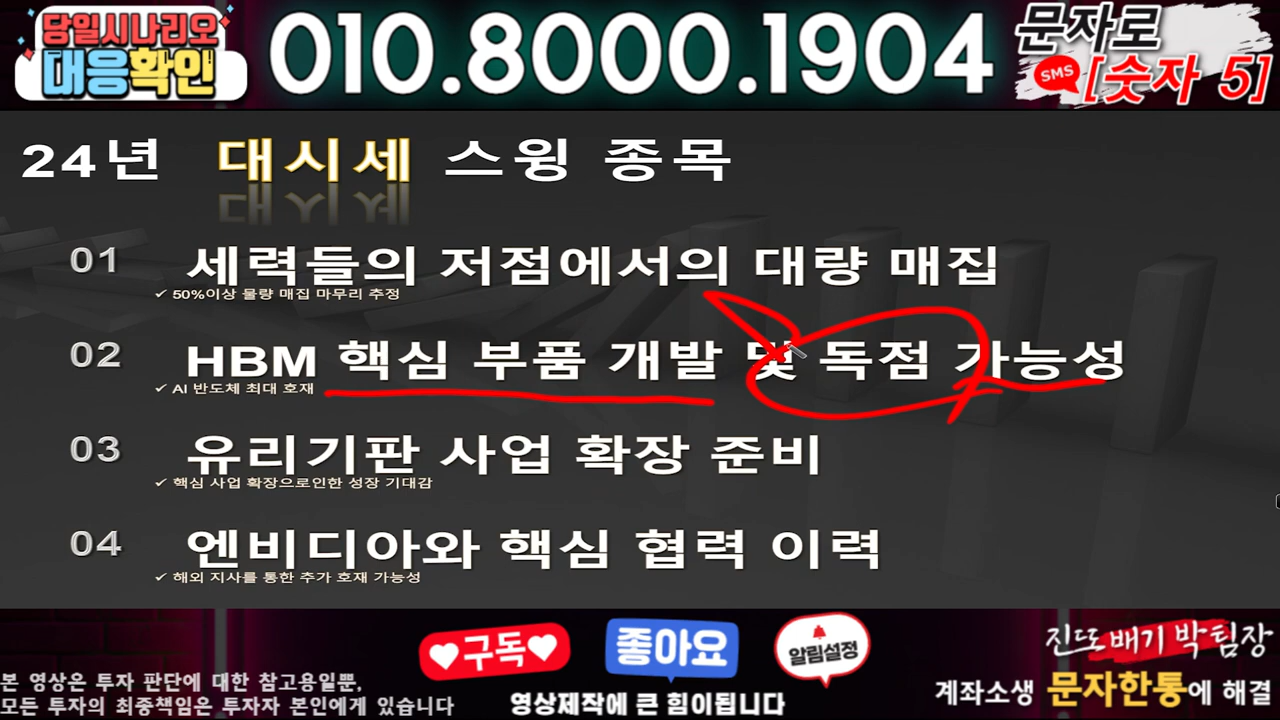 당일시나리오
대응확인
010.8000.1904
문자로
SMS [숫자 5]
24년 대시세 스윙 종목
01 세력들의 저점에서의 대량 매집
✓ 50%이상 물량 매집 마무리 추정
02 HBM 핵심 부품 개발 및 독점 가능성
✓ AI 반도체 최대 호재
03 유리기판 사업 확장 준비
✓ 핵심 사업 확장으로인한 성장 기대감
04 엔비디아와 핵심 협력 이력
✓ 해외 지사를 통한 추가 호재 가능성
구독
좋아요
알림설정
영상제작에 큰 힘이됩니다
본 영상은 투자 판단에 대한 참고용일뿐,
모든 투자의 최종책임은 투자자 본인에게 있습니다
진또배기 박팀장
계좌소생 문자한통에 해결